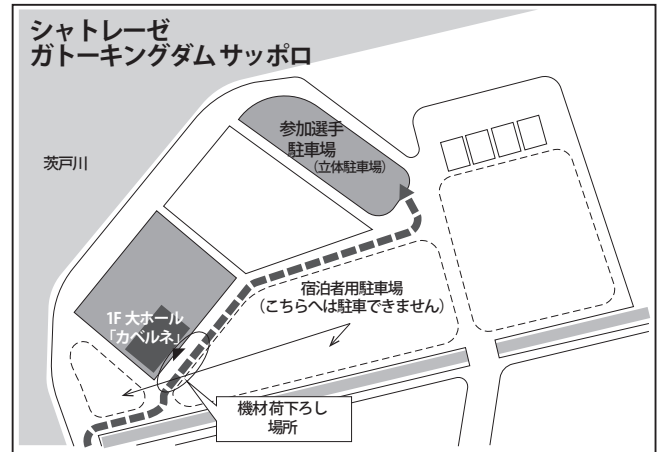 シャトレーゼ
ガトーキングダム サッポロ
茨戸川
参加選手
駐車場
(立体駐車場)
宿泊者用駐車場
(こちらへは駐車できません)
1F 大ホール
「カベルネ」
機材荷下ろし
場所